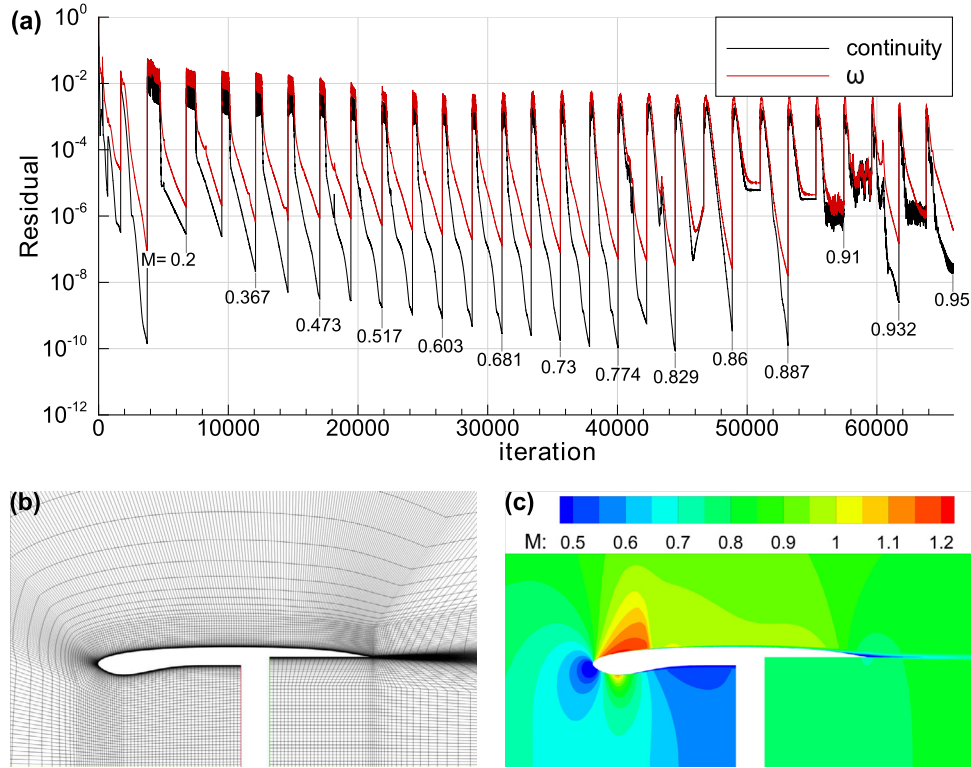 (a)
10^0
10^-2
10^-4
10^-6
10^-8
10^-10
10^-12
Residual
continuity
ω
M= 0.2
0.367
0.473
0.517
0.603
0.681
0.73
0.774
0.829
0.86
0.887
0.91
0.932
0.95
0 10000 20000 30000 40000 50000 60000
iteration
(b)
(c)
M: 0.5 0.6 0.7 0.8 0.9 1 1.1 1.2